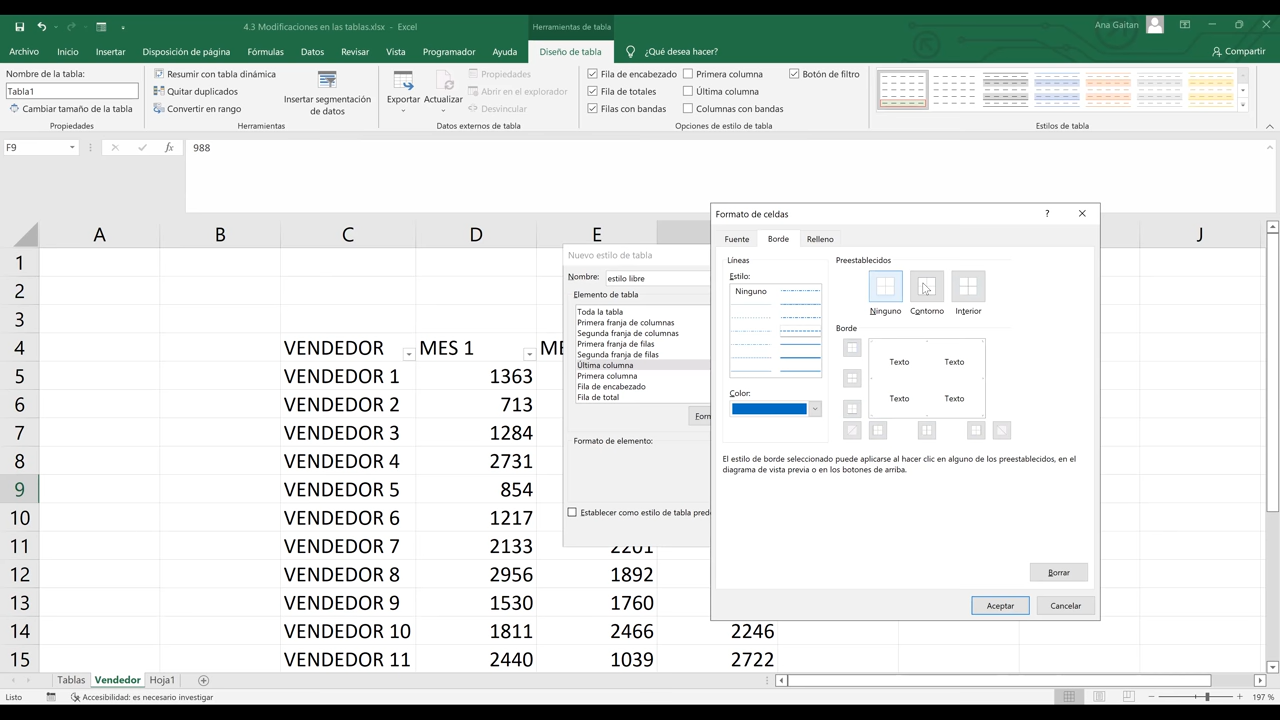 4.3 Modificaciones en las tablas.xlsx - Excel
Herramientas de tabla
Ana Gaitan
Archivo Inicio Insertar Disposición de página Fórmulas Datos Revisar Vista Programador Ayuda Diseño de tabla ¿Qué desea hacer? Compartir
Nombre de la tabla:
Tabla1
Cambiar tamaño de la tabla
Propiedades
Resumir con tabla dinámica
Quitar duplicados
Convertir en rango
Herramientas
Insertar segmentación
de datos
Exportar
Propiedades
Datos externos de tabla
Fila de encabezado Primera columna Botón de filtro
Fila de totales Última columna
Filas con bandas Columnas con bandas
Opciones de estilo de tabla
Estilos de tabla
F9 fx 988
A B C D E J
1
2
3
4 VENDEDOR MES 1
5 VENDEDOR 1 1363
6 VENDEDOR 2 713
7 VENDEDOR 3 1284
8 VENDEDOR 4 2731
9 VENDEDOR 5 854
10 VENDEDOR 6 1217
11 VENDEDOR 7 2133 2201
12 VENDEDOR 8 2956 1892
13 VENDEDOR 9 1530 1760
14 VENDEDOR 10 1811 2466 2246
15 VENDEDOR 11 2440 1039 2722
Nuevo estilo de tabla
Nombre: estilo libre
Elemento de tabla
Toda la tabla
Primera franja de columnas
Segunda franja de columnas
Primera franja de filas
Segunda franja de filas
Última columna
Primera columna
Fila de encabezado
Fila de total
Form
Formato de elemento:
Establecer como estilo de tabla prede
Formato de celdas
? 
Fuente Borde Relleno
Líneas
Estilo:
Ninguno
Color:
Preestablecidos
Ninguno Contorno Interior
Borde
Texto Texto
Texto Texto
El estilo de borde seleccionado puede aplicarse al hacer clic en alguno de los preestablecidos, en el
diagrama de vista previa o en los botones de arriba.
Borrar
Aceptar Cancelar
Tablas Vendedor Hoja1
Listo Accesibilidad: es necesario investigar 197 %